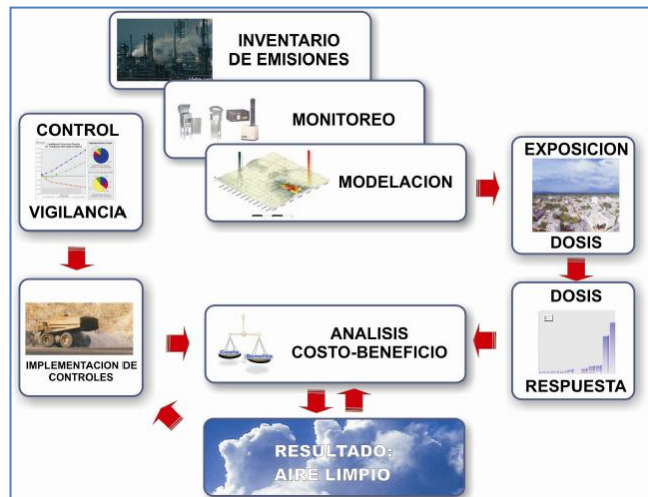 INVENTARIO
DE EMISIONES
MONITOREO
MODELACION
CONTROL
VIGILANCIA
EXPOSICION
DOSIS
IMPLEMENTACION DE
CONTROLES
ANALISIS
COSTO-BENEFICIO
DOSIS
RESPUESTA
RESULTADO:
AIRE LIMPIO